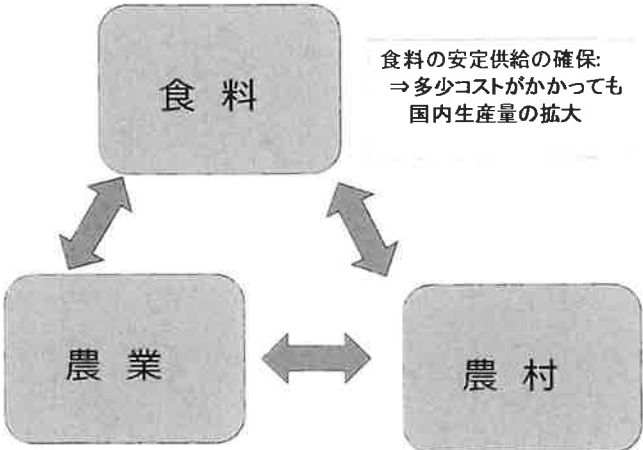 食料
食料の安定供給の確保:
⇒多少コストがかかっても
国内生産量の拡大
農業
農村